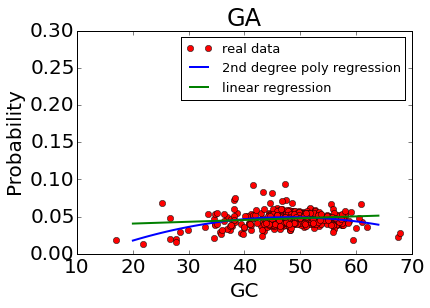 GA
0.30
0.25
0.20
0.15
0.10
0.05
0.00
Probability
real data
2nd degree poly regression
linear regression
10 20 30 40 50 60 70
GC